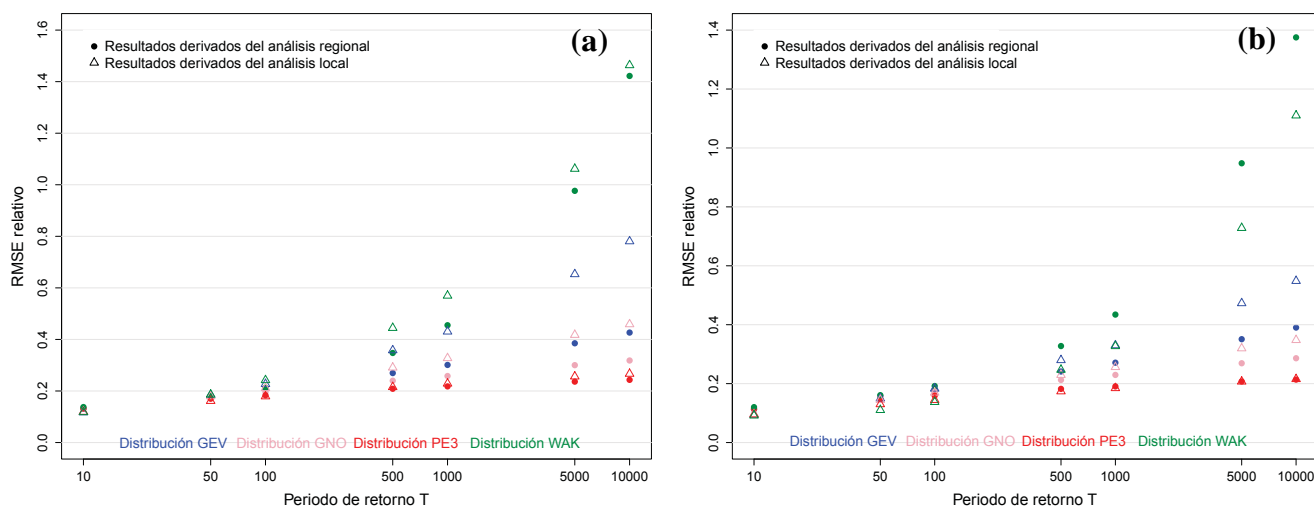 (a)
● Resultados derivados del análisis regional
△ Resultados derivados del análisis local
RMSE relativo
1.6
1.4
1.2
1.0
0.8
0.6
0.4
0.2
0.0
Distribución GEV Distribución GNO Distribución PE3 Distribución WAK
10 50 100 500 1000 5000 10000
Periodo de retorno T
(b)
● Resultados derivados del análisis regional
△ Resultados derivados del análisis local
RMSE relativo
1.4
1.2
1.0
0.8
0.6
0.4
0.2
0.0
Distribución GEV Distribución GNO Distribución PE3 Distribución WAK
10 50 100 500 1000 5000 10000
Periodo de retorno T